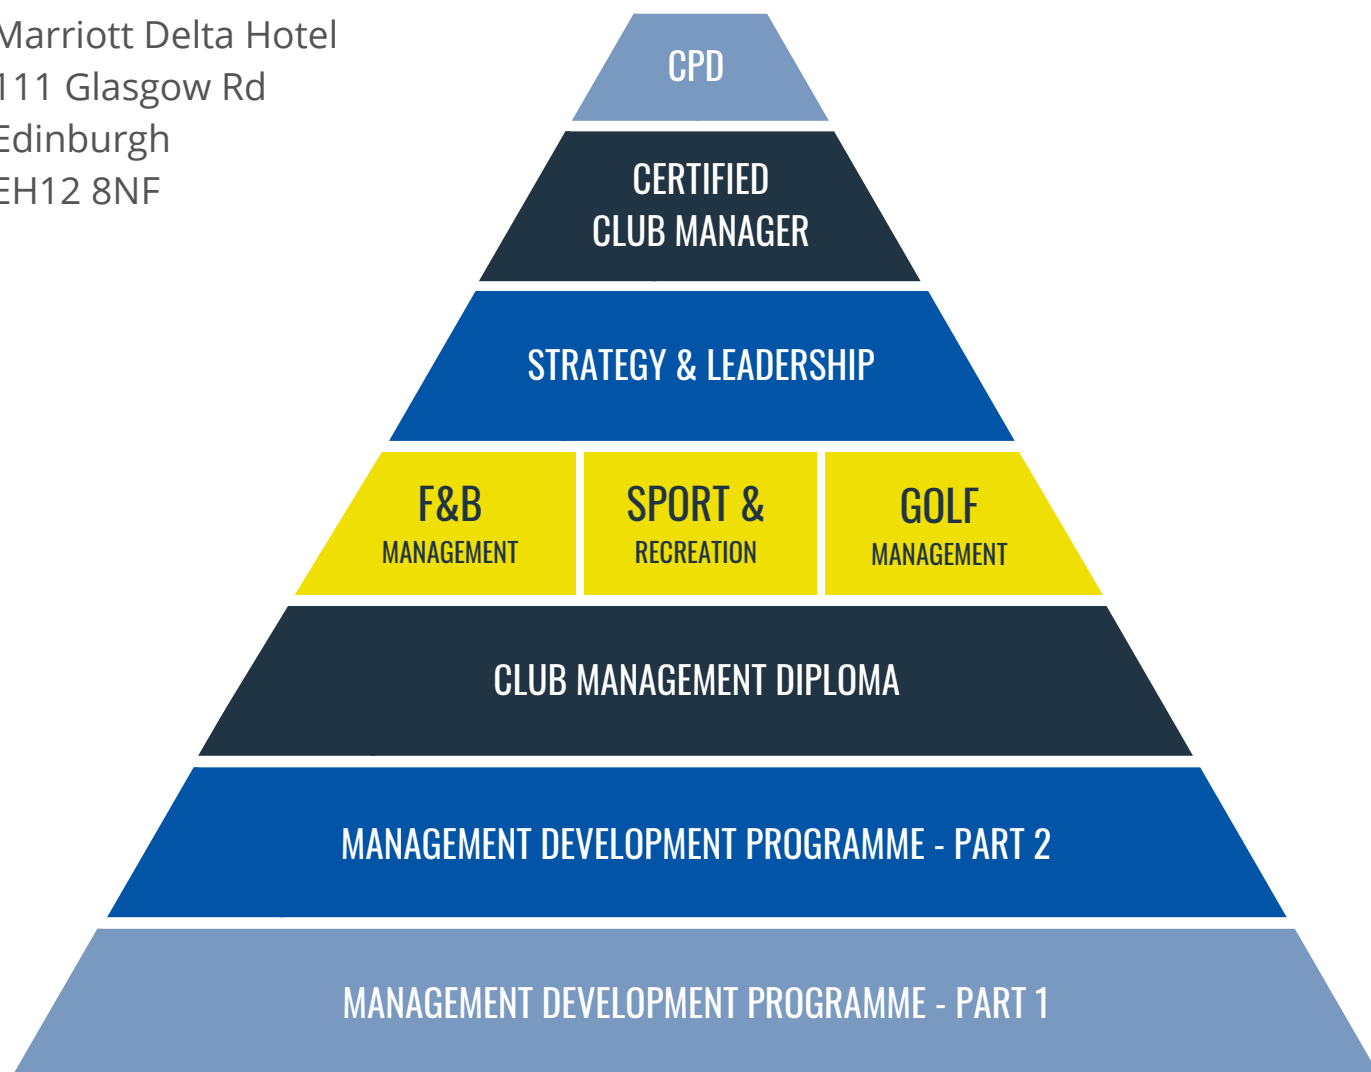 Marriott Delta Hotel
111 Glasgow Rd
Edinburgh
EH12 8NF
CPD
CERTIFIED
CLUB MANAGER
STRATEGY & LEADERSHIP
F&B
MANAGEMENT
SPORT &
RECREATION
GOLF
MANAGEMENT
CLUB MANAGEMENT DIPLOMA
MANAGEMENT DEVELOPMENT PROGRAMME - PART 2
MANAGEMENT DEVELOPMENT PROGRAMME - PART 1